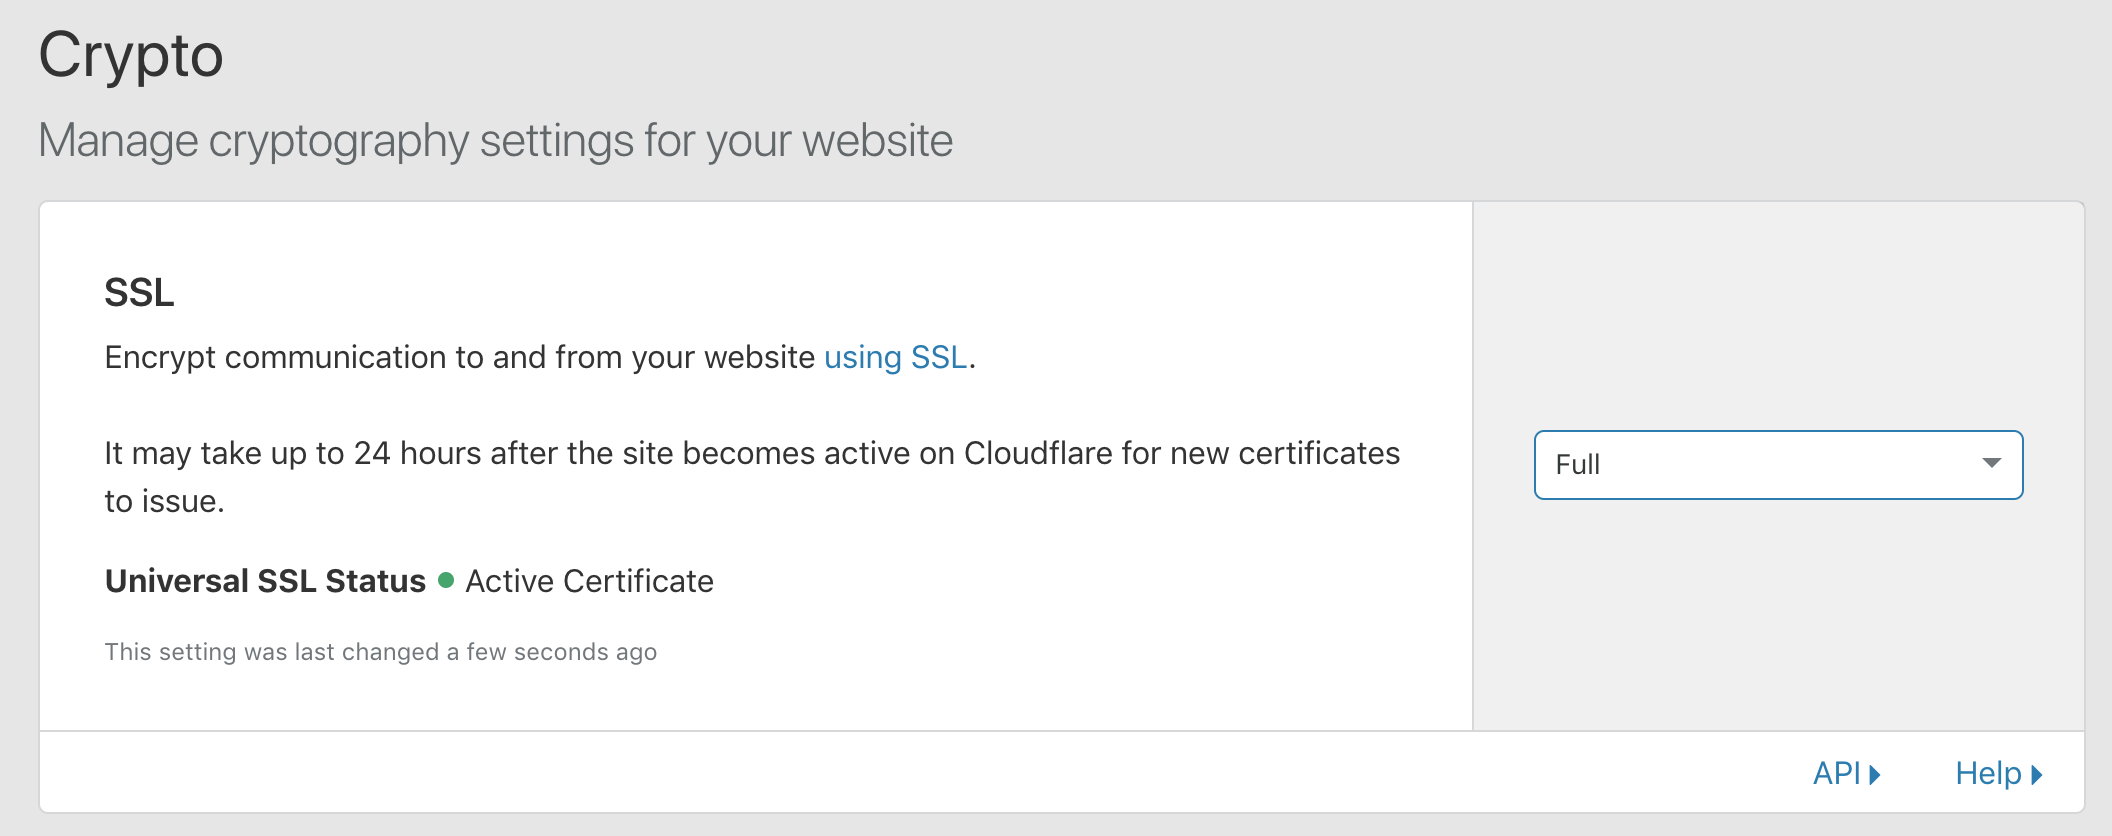 Crypto
Manage cryptography settings for your website
SSL
Encrypt communication to and from your website using SSL.
It may take up to 24 hours after the site becomes active on Cloudflare for new certificates
to issue.
Full
Universal SSL Status Active Certificate
This setting was last changed a few seconds ago
API
Help